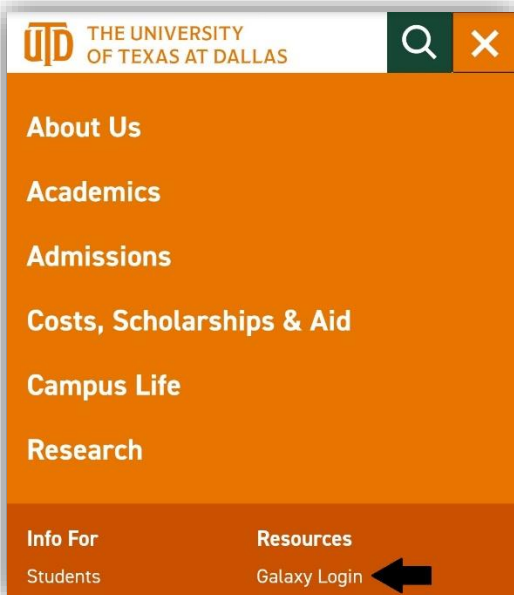 UTD
THE UNIVERSITY
OF TEXAS AT DALLAS
About Us
Academics
Admissions
Costs, Scholarships & Aid
Campus Life
Research
Info For
Resources
Students
Galaxy Login